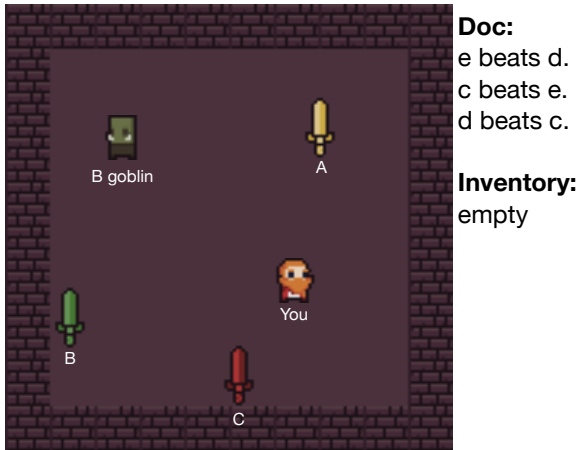 Doc:
e beats d.
c beats e.
d beats c.
Inventory:
empty
B goblin
A
You
B
C